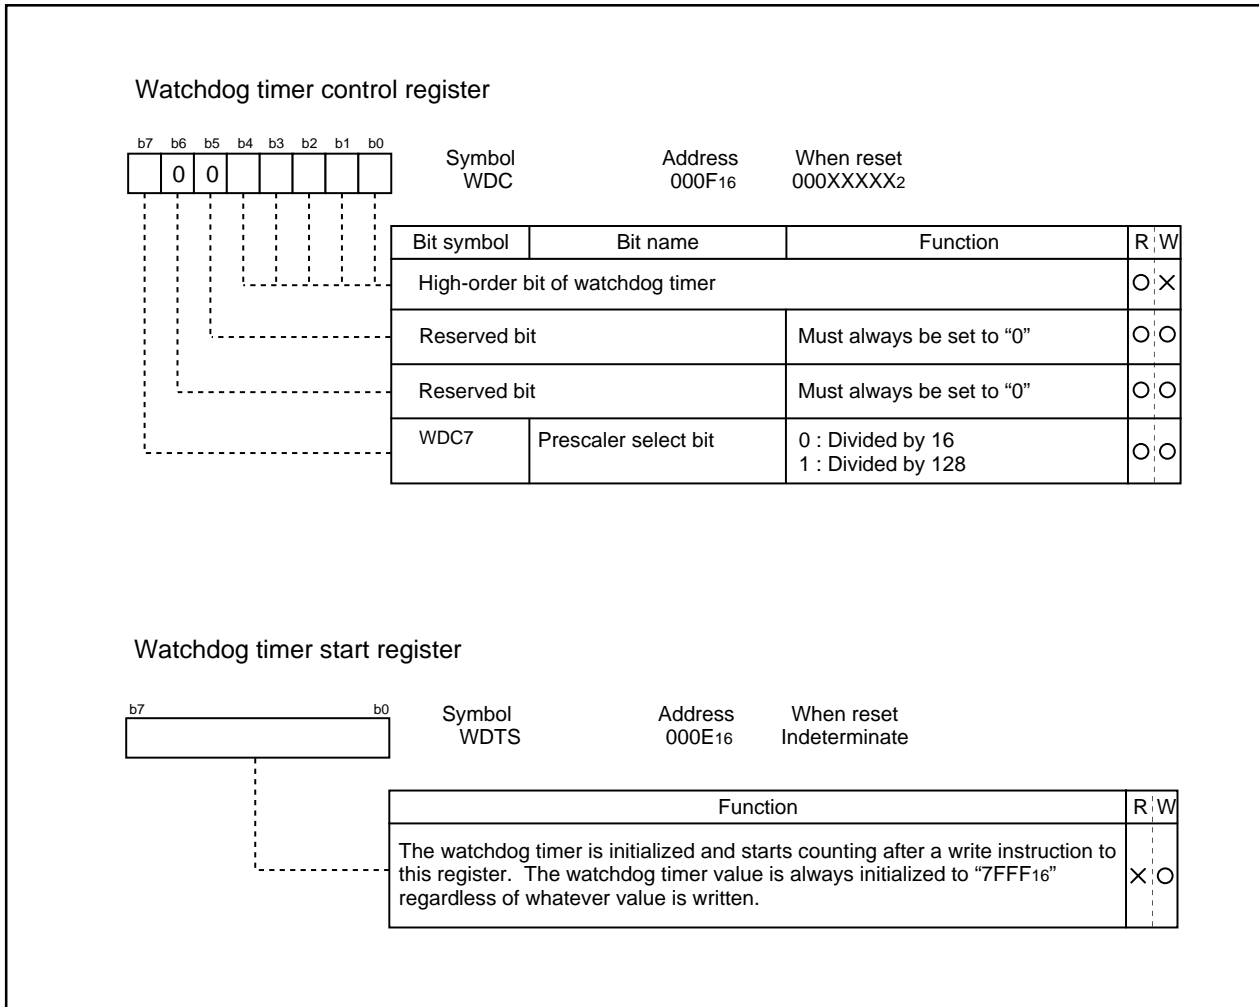 Watchdog timer control register
b7 b6 b5 b4 b3 b2 b1 b0
0 0
Symbol Address When reset
WDC 000F16 000XXXXX2
Bit symbol Bit name Function R W
High-order bit of watchdog timer O X
Reserved bit Must always be set to “0” O O
Reserved bit Must always be set to “0” O O
WDC7 Prescaler select bit 0 : Divided by 16
1 : Divided by 128 O O
Watchdog timer start register
b7 b0
Symbol Address When reset
WDTS 000E16 Indeterminate
Function R W
The watchdog timer is initialized and starts counting after a write instruction to
this register. The watchdog timer value is always initialized to “7FFF16”
regardless of whatever value is written. X O